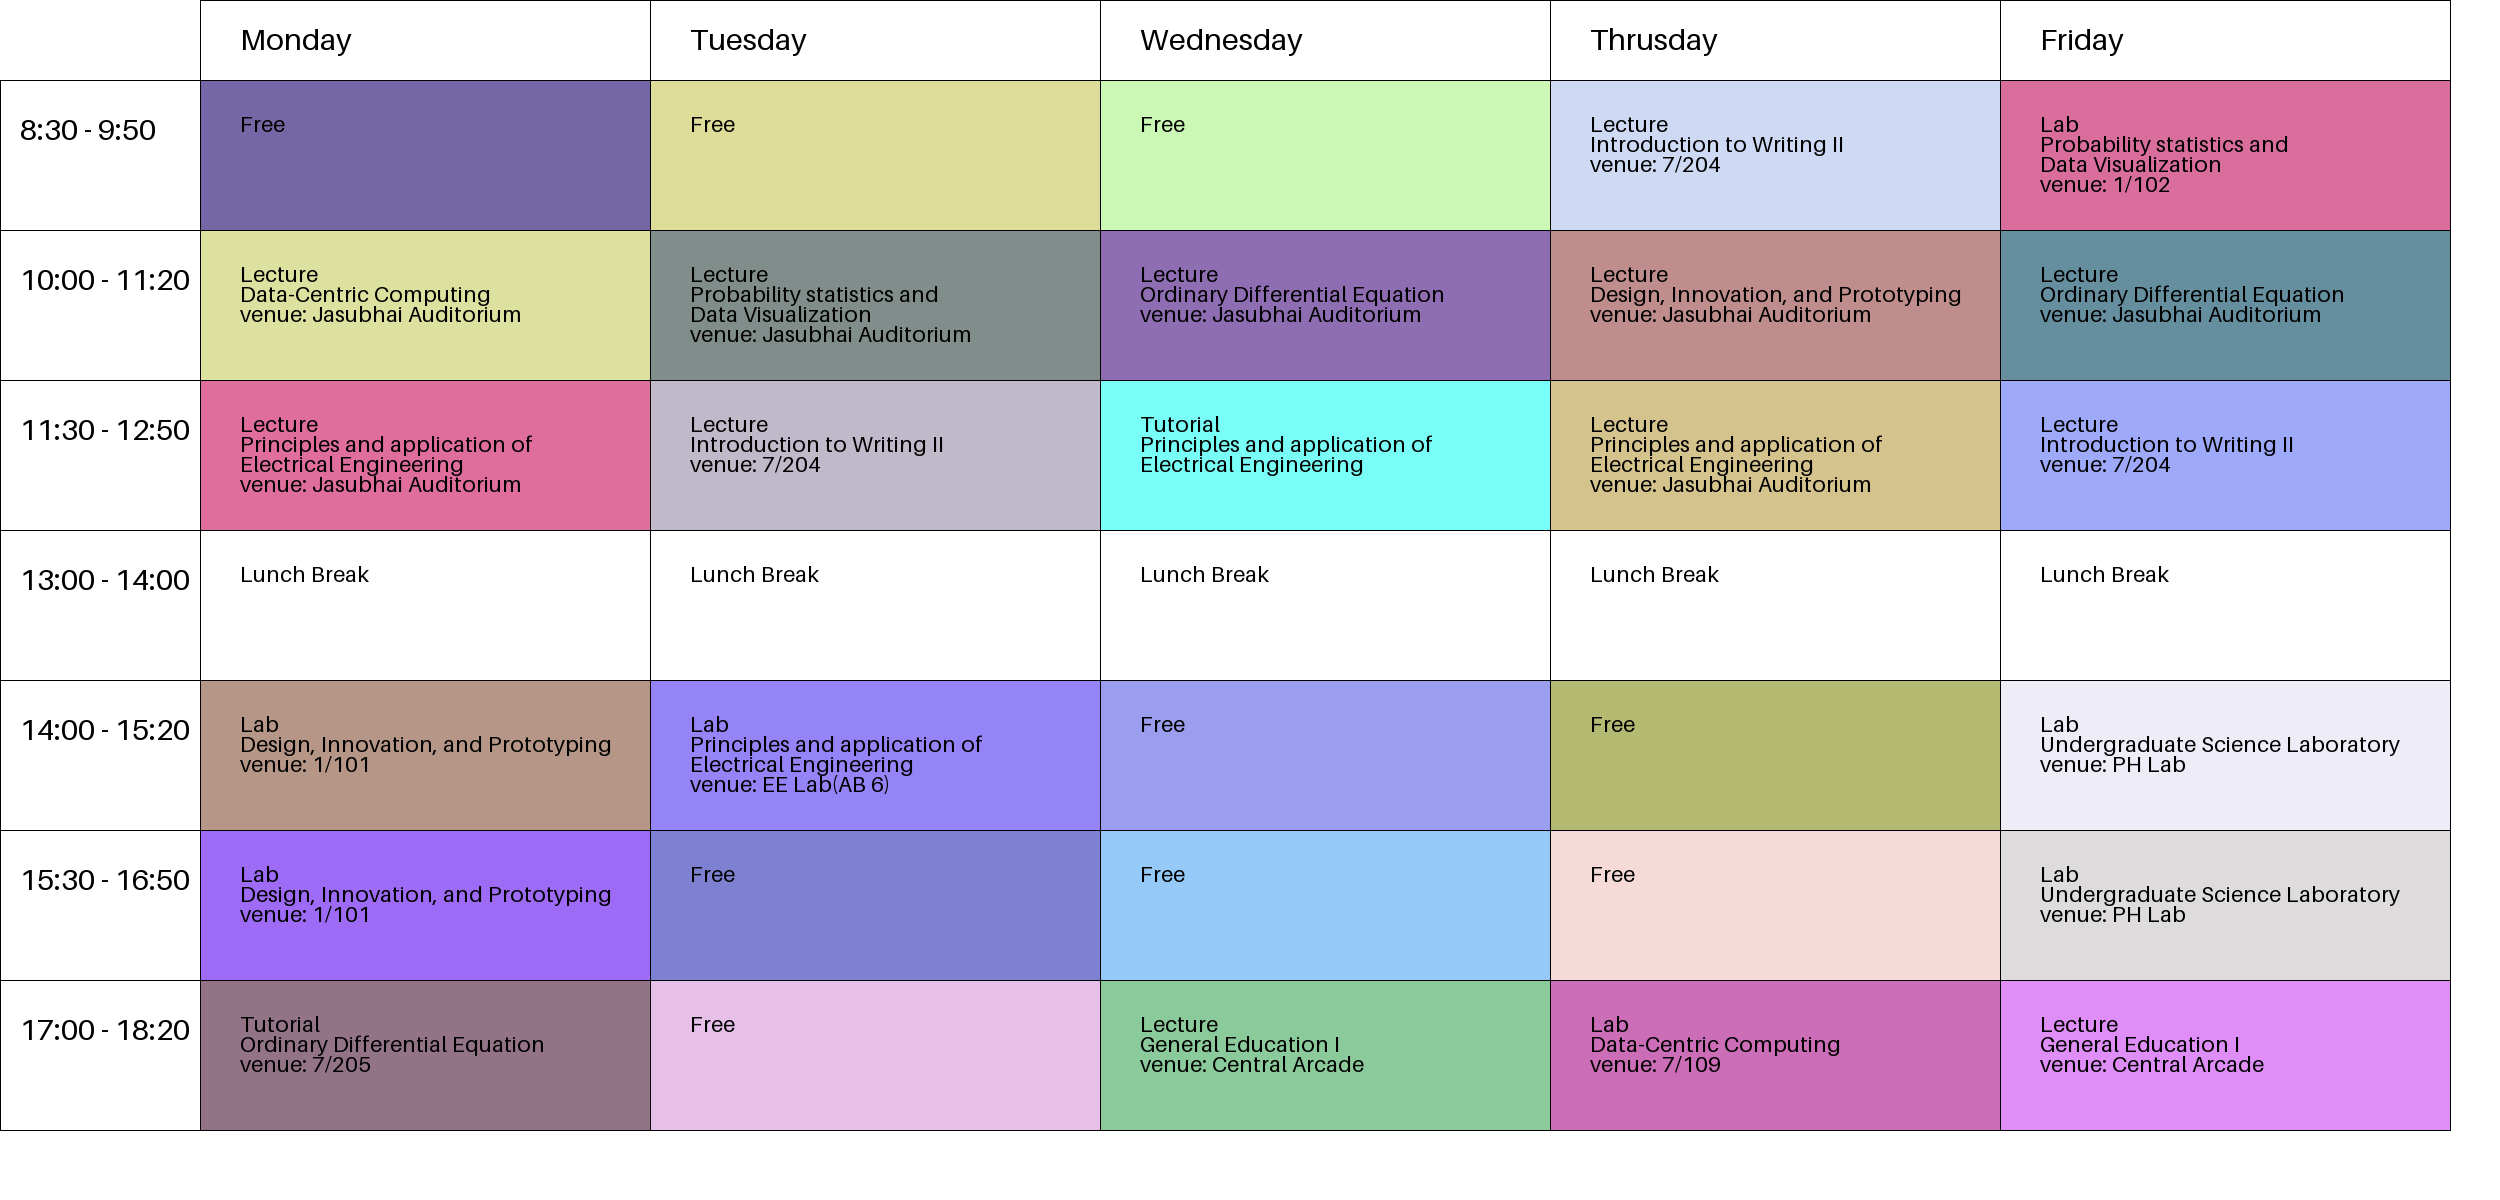 Monday
Tuesday
Wednesday
Thrusday
Friday
8:30 - 9:50
Free
Free
Free
Lecture
Introduction to Writing II
venue: 7/204
Lab
Probability statistics and
Data Visualization
venue: 1/102
10:00 - 11:20
Lecture
Data-Centric Computing
venue: Jasubhai Auditorium
Lecture
Probability statistics and
Data Visualization
venue: Jasubhai Auditorium
Lecture
Ordinary Differential Equation
venue: Jasubhai Auditorium
Lecture
Design, Innovation, and Prototyping
venue: Jasubhai Auditorium
Lecture
Ordinary Differential Equation
venue: Jasubhai Auditorium
11:30 - 12:50
Lecture
Principles and application of
Electrical Engineering
venue: Jasubhai Auditorium
Lecture
Introduction to Writing II
venue: 7/204
Tutorial
Principles and application of
Electrical Engineering
Lecture
Principles and application of
Electrical Engineering
venue: Jasubhai Auditorium
Lecture
Introduction to Writing II
venue: 7/204
13:00 - 14:00
Lunch Break
Lunch Break
Lunch Break
Lunch Break
Lunch Break
14:00 - 15:20
Lab
Design, Innovation, and Prototyping
venue: 1/101
Lab
Principles and application of
Electrical Engineering
venue: EE Lab(AB 6)
Free
Free
Lab
Undergraduate Science Laboratory
venue: PH Lab
15:30 - 16:50
Lab
Design, Innovation, and Prototyping
venue: 1/101
Free
Free
Free
Lab
Undergraduate Science Laboratory
venue: PH Lab
17:00 - 18:20
Tutorial
Ordinary Differential Equation
venue: 7/205
Free
Lecture
General Education I
venue: Central Arcade
Lab
Data-Centric Computing
venue: 7/109
Lecture
General Education I
venue: Central Arcade